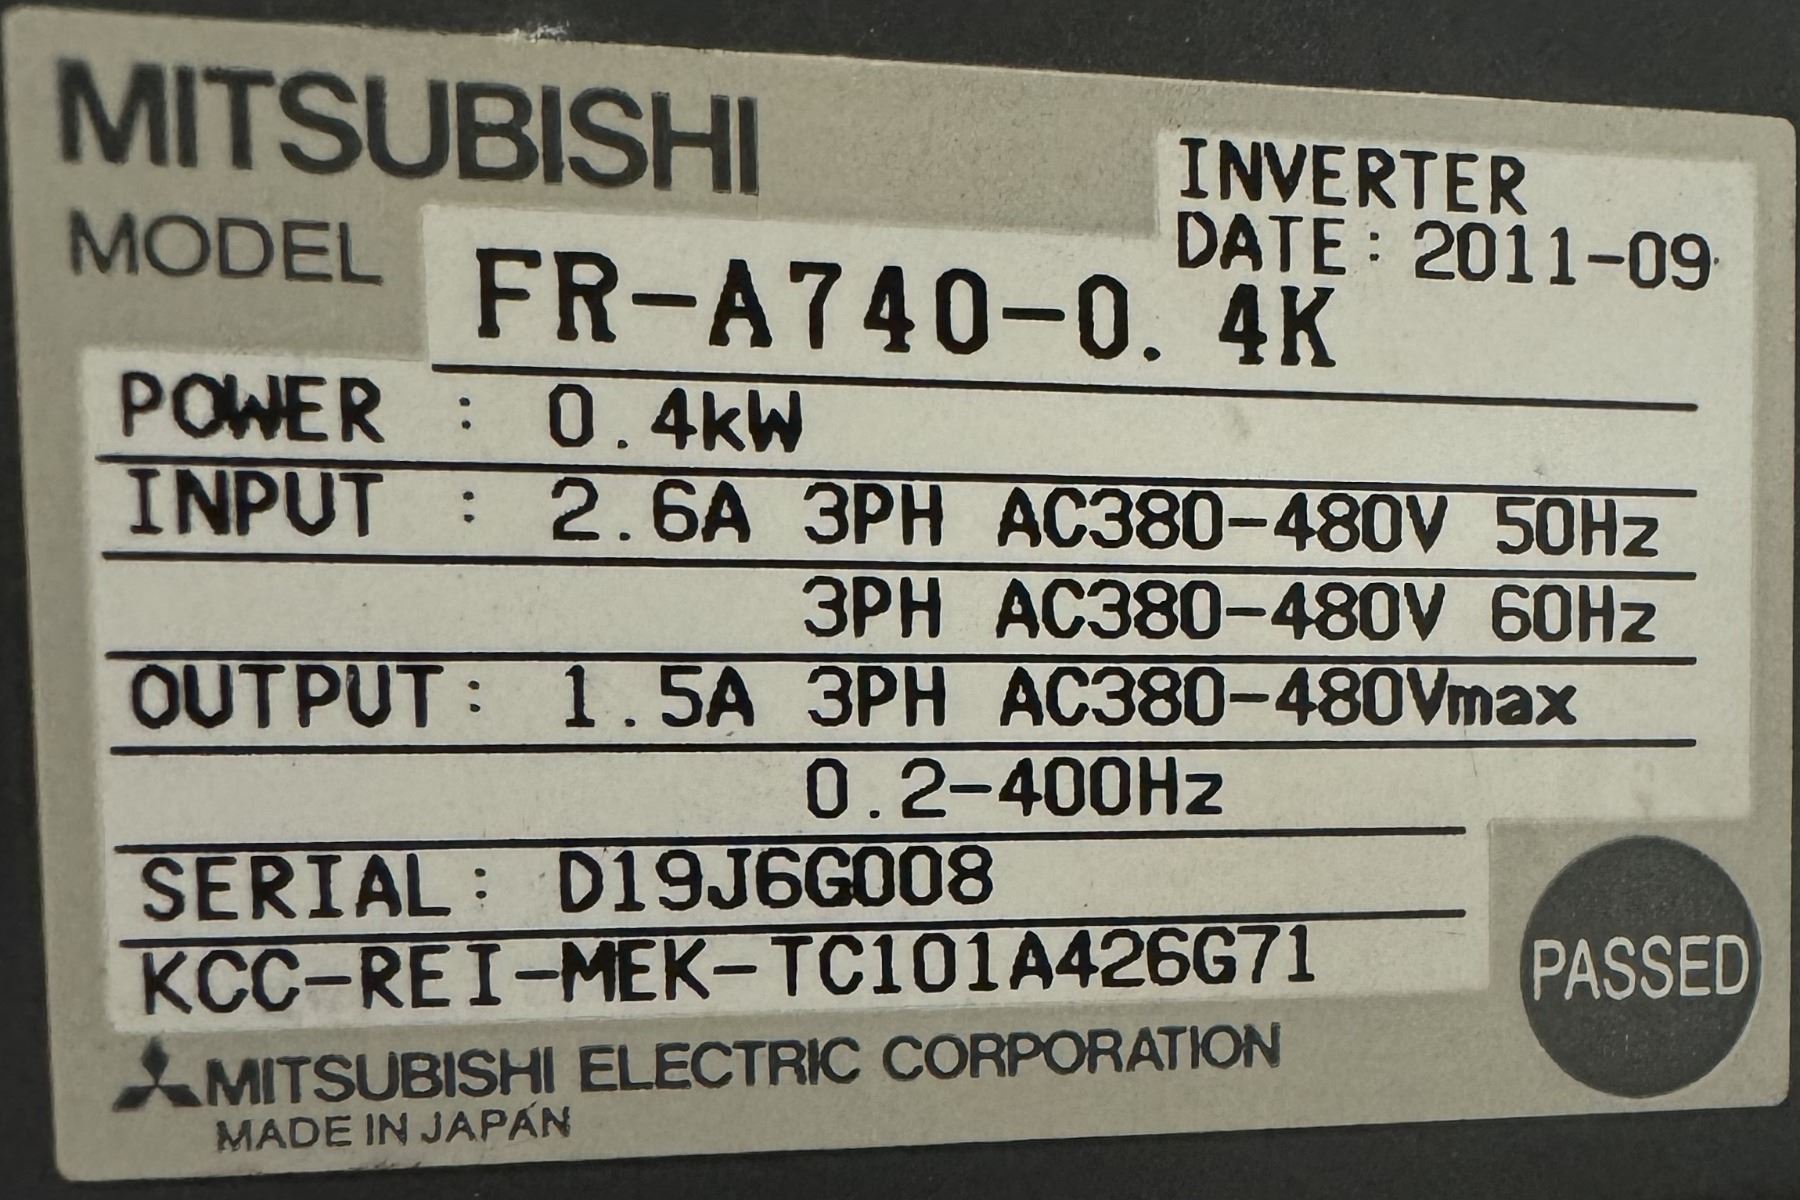 MITSUBISHI
INVERTER
MODEL
DATE: 2011-09
FR-A740-0.4K
POWER : 0.4kW
INPUT : 2.6A 3PH AC380-480V 50Hz
3PH AC380-480V 60Hz
OUTPUT: 1.5A 3PH AC380-480Vmax
0.2-400Hz
SERIAL: D19J6G008
KCC-REI-MEK-TC101A426G71
PASSED
MITSUBISHI ELECTRIC CORPORATION
MADE IN JAPAN